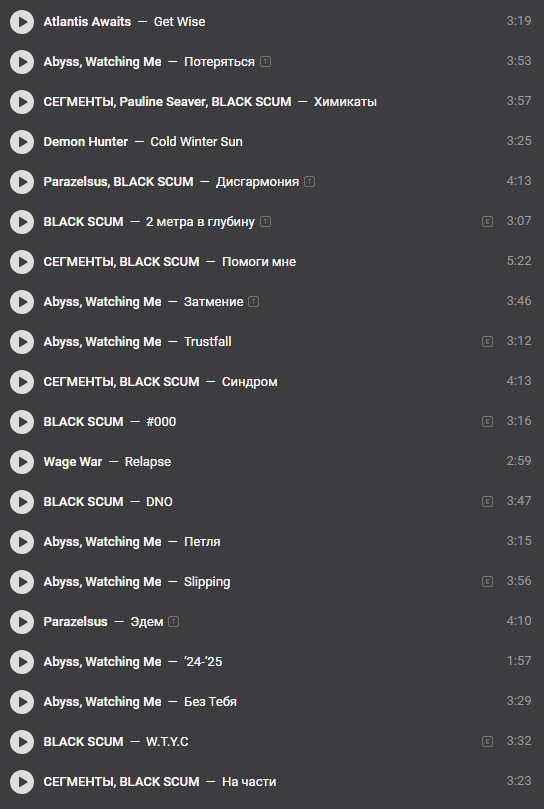 Atlantis Awaits — Get Wise 3:19
Abyss, Watching Me — Потеряться T 3:53
СЕГМЕНТЫ, Pauline Seaver, BLACK SCUM — Химикаты 3:57
Demon Hunter — Cold Winter Sun 3:25
Parazelsus, BLACK SCUM — Дисгармония T 4:13
BLACK SCUM — 2 метра в глубину T E 3:07
СЕГМЕНТЫ, BLACK SCUM — Помоги мне 5:22
Abyss, Watching Me — Затмение T 3:46
Abyss, Watching Me — Trustfall E 3:12
СЕГМЕНТЫ, BLACK SCUM — Синдром 4:13
BLACK SCUM — #000 E 3:16
Wage War — Relapse 2:59
BLACK SCUM — DNO E 3:47
Abyss, Watching Me — Петля 3:15
Abyss, Watching Me — Slipping E 3:56
Parazelsus — Эдем T 4:10
Abyss, Watching Me — ‘24-‘25 1:57
Abyss, Watching Me — Без Тебя 3:29
BLACK SCUM — W.T.Y.C E 3:32
СЕГМЕНТЫ, BLACK SCUM — На части 3:23